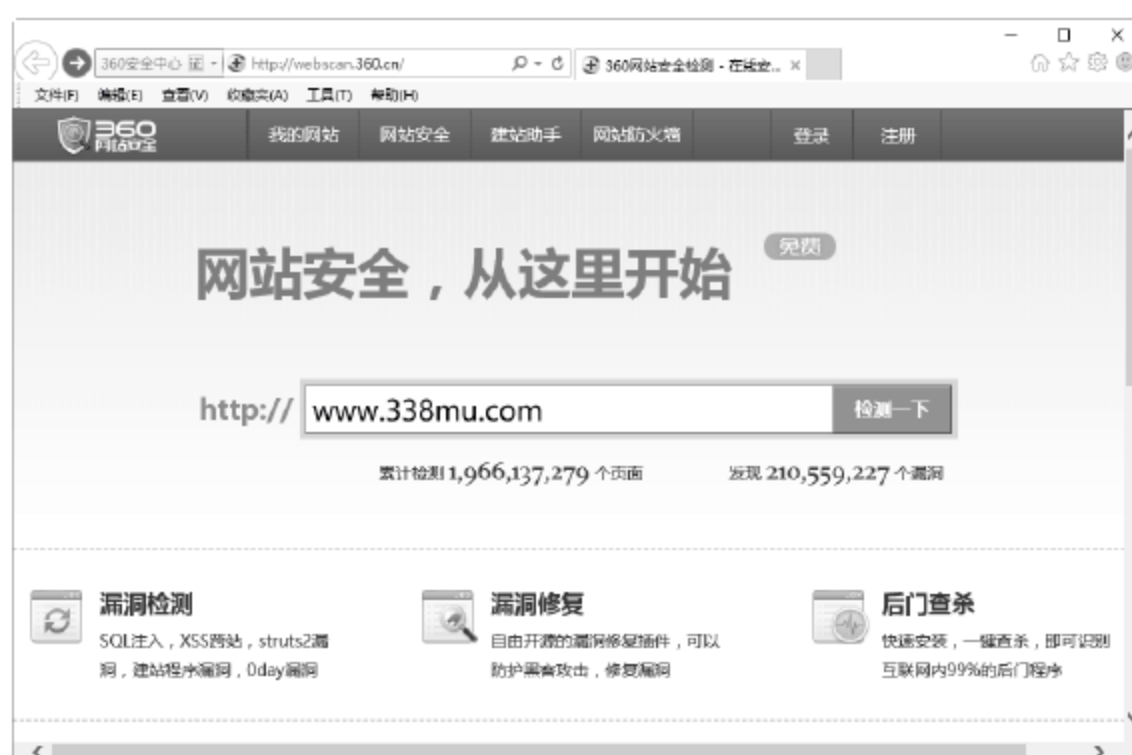 360安全中心 证
http://webscan.360.cn/
360网站安全检测 - 在线安...
文件(F) 编辑(E) 查看(V) 收藏夹(A) 工具(T) 帮助(H)
360
网站安全
我的网站 网站安全 建站助手 网站防火墙 登录 注册
网站安全，从这里开始 免费
http:// www.338mu.com 检测一下
累计检测 1,966,137,279 个页面 发现 210,559,227 个漏洞
漏洞检测
SQL注入，XSS跨站，struts2漏
洞，建站程序漏洞，0day漏洞
漏洞修复
自由开源的漏洞修复插件，可以
防护黑客攻击，修复漏洞
后门查杀
快速安装，一键查杀，即可识别
互联网内99%的后门程序